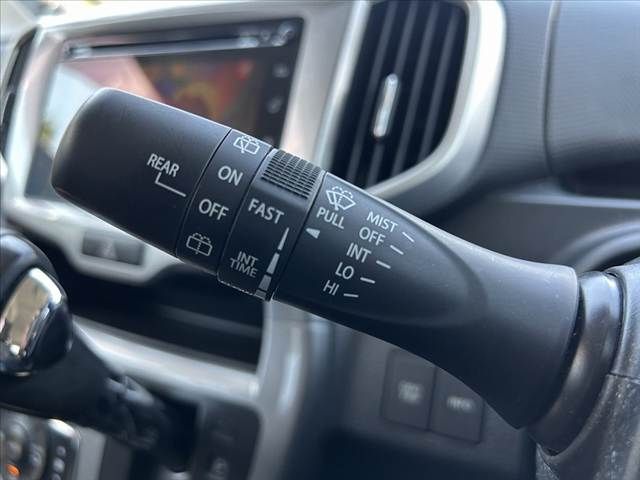 REAR
ON
OFF
FAST
INT
TIME
PULL
MIST
OFF
INT
LO
HI